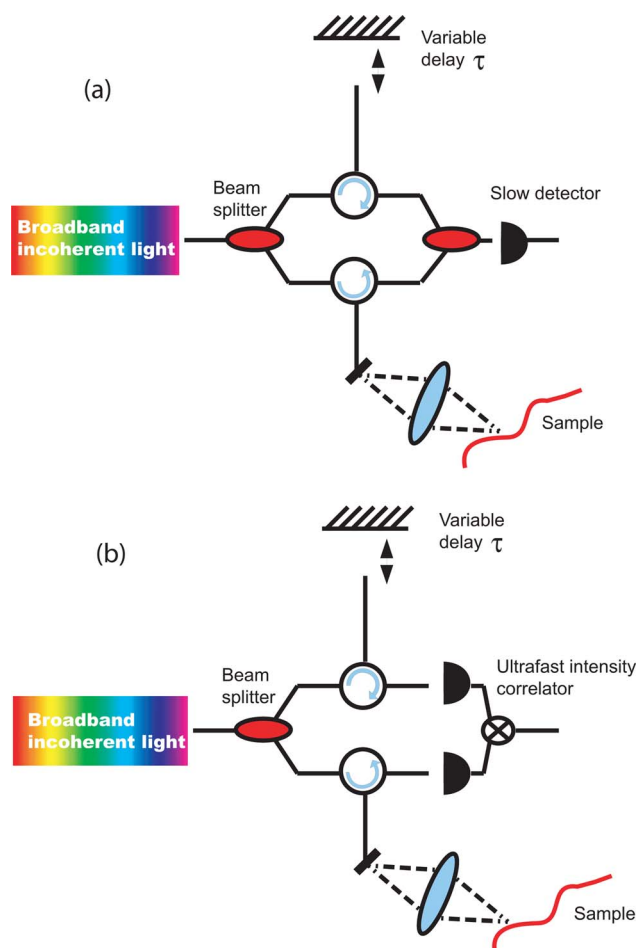 (a)
Variable
delay τ
Beam
splitter
Slow detector
Broadband
incoherent light
Sample
(b)
Variable
delay τ
Beam
splitter
Ultrafast intensity
correlator
Broadband
incoherent light
Sample